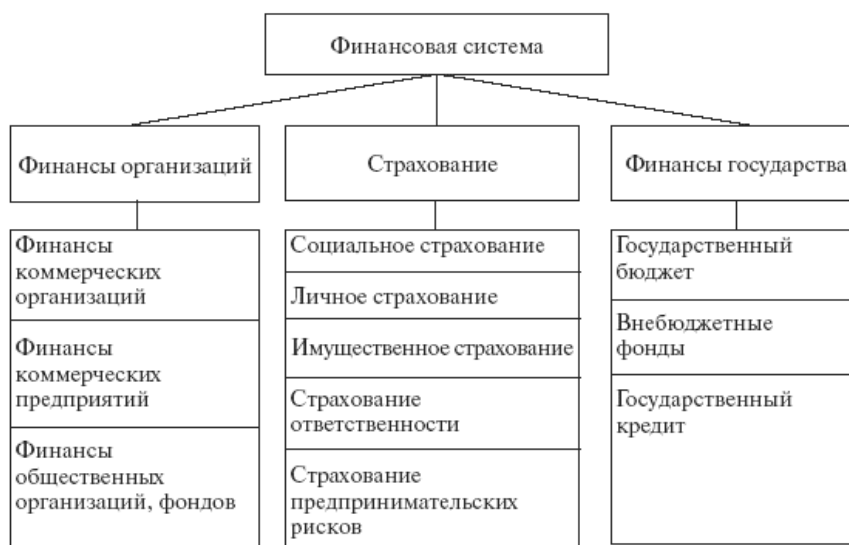 Финансовая система
Финансы организаций
Страхование
Финансы государства
Финансы
коммерческих
организаций
Финансы
коммерческих
предприятий
Финансы
общественных
организаций, фондов
Социальное страхование
Личное страхование
Имущественное страхование
Страхование
ответственности
Страхование
предпринимательских
рисков
Государственный
бюджет
Внебюджетные
фонды
Государственный
кредит